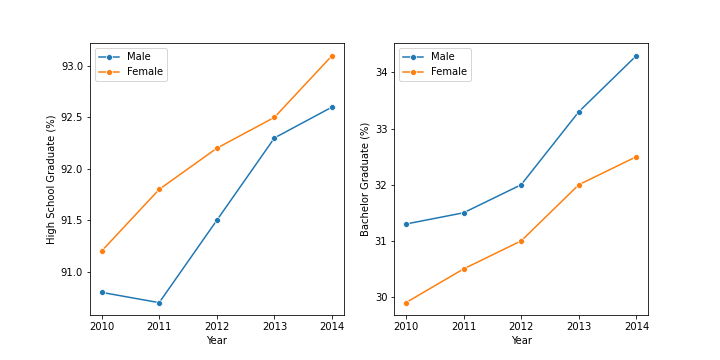 Male
Female
93.0
92.5
92.0
91.5
91.0
High School Graduate (%)
2010 2011 2012 2013 2014
Year
Male
Female
34
33
32
31
30
Bachelor Graduate (%)
2010 2011 2012 2013 2014
Year